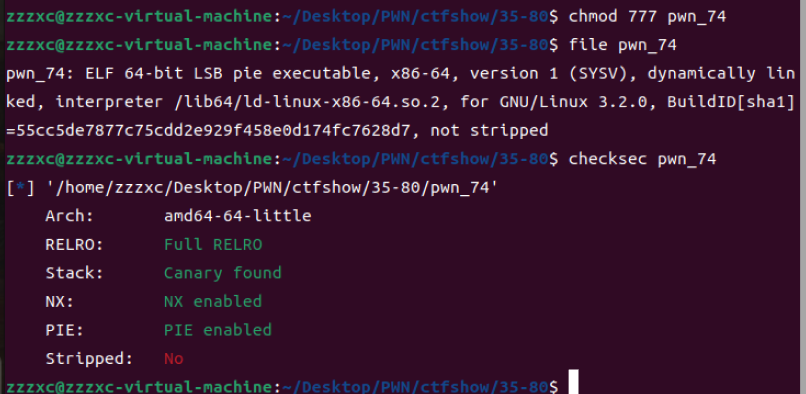 zzzxc@zzzxc-virtual-machine:~/Desktop/PWN/ctfshow/35-80$ chmod 777 pwn_74
zzzxc@zzzxc-virtual-machine:~/Desktop/PWN/ctfshow/35-80$ file pwn_74
pwn_74: ELF 64-bit LSB pie executable, x86-64, version 1 (SYSV), dynamically lin
ked, interpreter /lib64/ld-linux-x86-64.so.2, for GNU/Linux 3.2.0, BuildID[sha1]
=55cc5de7877c75cdd2e929f458e0d174fc7628d7, not stripped
zzzxc@zzzxc-virtual-machine:~/Desktop/PWN/ctfshow/35-80$ checksec pwn_74
[*] '/home/zzzxc/Desktop/PWN/ctfshow/35-80/pwn_74'
    Arch:       amd64-64-little
    RELRO:      Full RELRO
    Stack:      Canary found
    NX:         NX enabled
    PIE:        PIE enabled
    Stripped:   No
zzzxc@zzzxc-virtual-machine:~/Desktop/PWN/ctfshow/35-80$